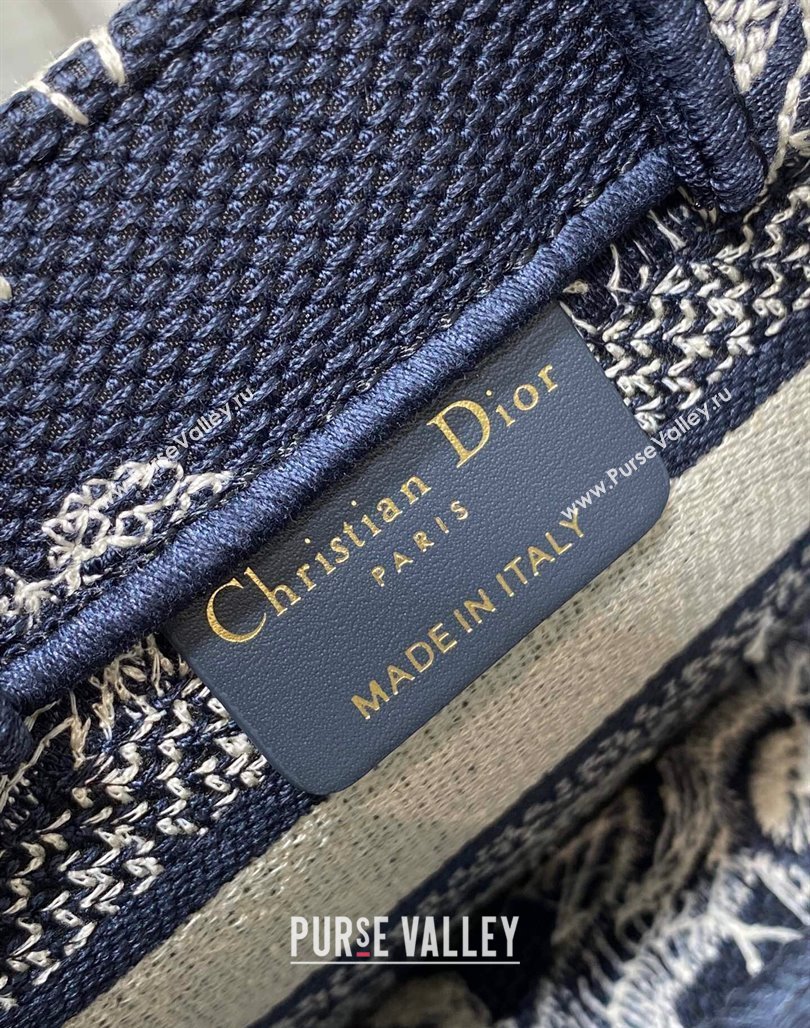 www.PurseValley.ru
www.PurseValley.ru
Christian Dior
PARIS
MADE IN ITALY
PURSE VALLEY